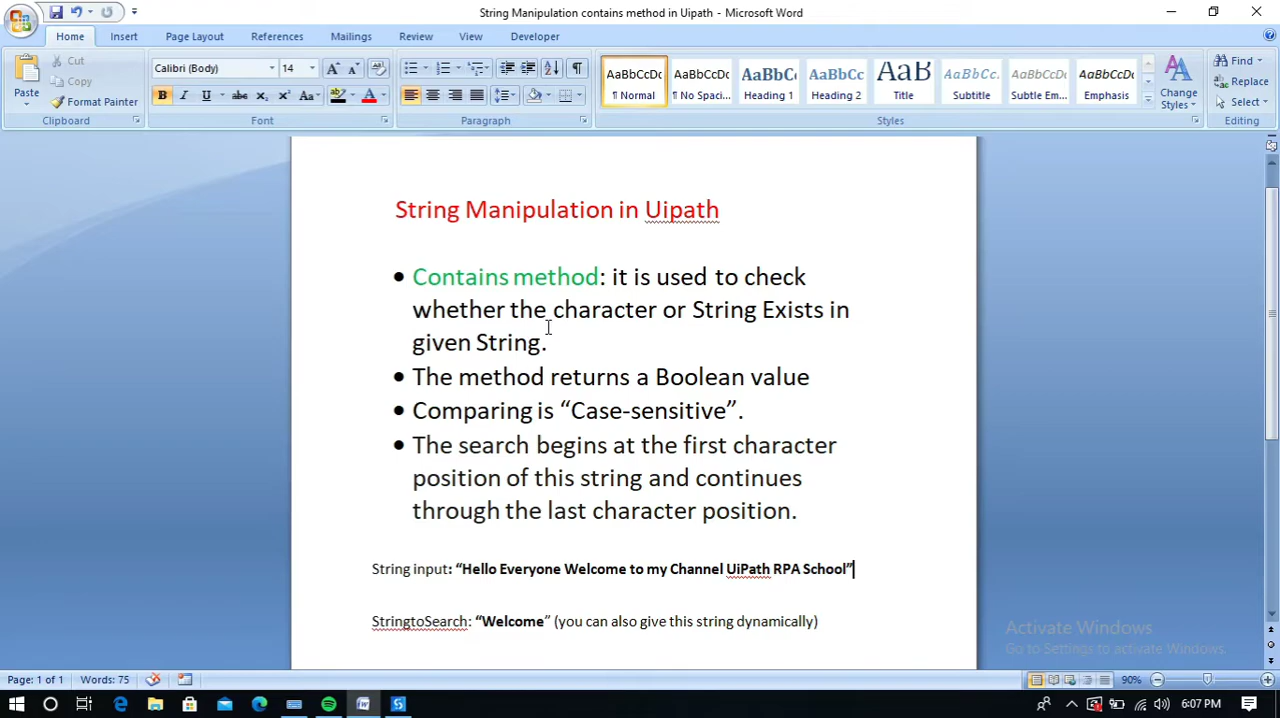 String Manipulation contains method in Uipath - Microsoft Word
Home Insert Page Layout References Mailings Review View Developer
Paste
Cut
Copy
Format Painter
Clipboard
Calibri (Body) 14
Font
Paragraph
AaBbCcDc AaBbCcDc AaBbC AaBbCc AaB AaBbCc. AaBbCcDc AaBbCcDc
¶ Normal ¶ No Spaci... Heading 1 Heading 2 Title Subtitle Subtle Em... Emphasis
Styles
Change
Styles
Find
Replace
Select
Editing
String Manipulation in Uipath
• Contains method: it is used to check
whether the character or String Exists in
given String.
• The method returns a Boolean value
• Comparing is “Case-sensitive”.
• The search begins at the first character
position of this string and continues
through the last character position.
String input: “Hello Everyone Welcome to my Channel UiPath RPA School”
StringtoSearch: “Welcome” (you can also give this string dynamically)
Activate Windows
Go to Settings to activate Windows.
Page: 1 of 1 Words: 75 90%
6:07 PM